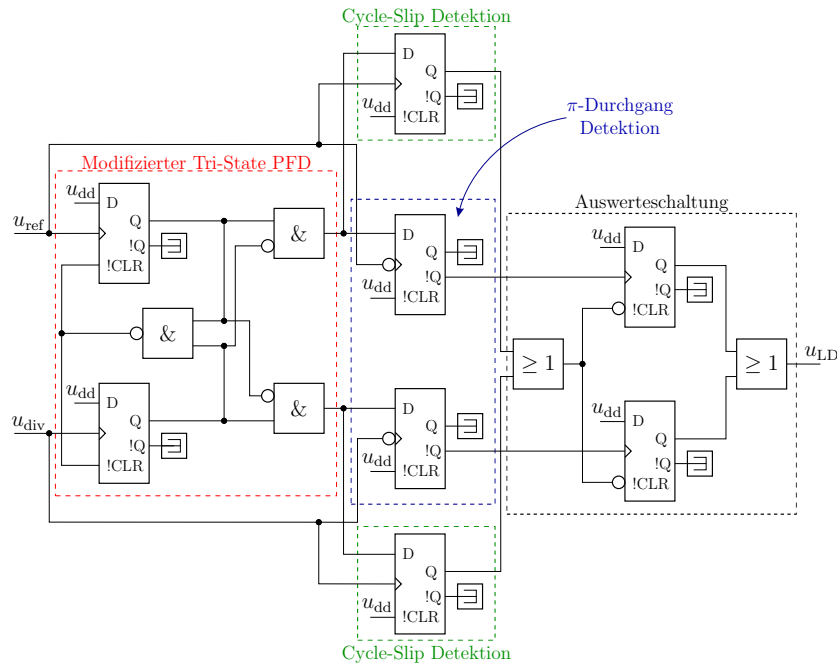 Cycle-Slip Detektion
D
Q
!Q
u_dd
!CLR
π-Durchgang
Detektion
Modifizierter Tri-State PFD
u_dd
D
Q
!Q
!CLR
u_ref
&
&
u_dd
D
Q
!Q
!CLR
u_div
&
D
Q
!Q
u_dd
!CLR
D
Q
!Q
u_dd
!CLR
Auswerteschaltung
u_dd
D
Q
!Q
!CLR
≥ 1
≥ 1
u_LD
u_dd
D
Q
!Q
!CLR
D
Q
!Q
u_dd
!CLR
Cycle-Slip Detektion